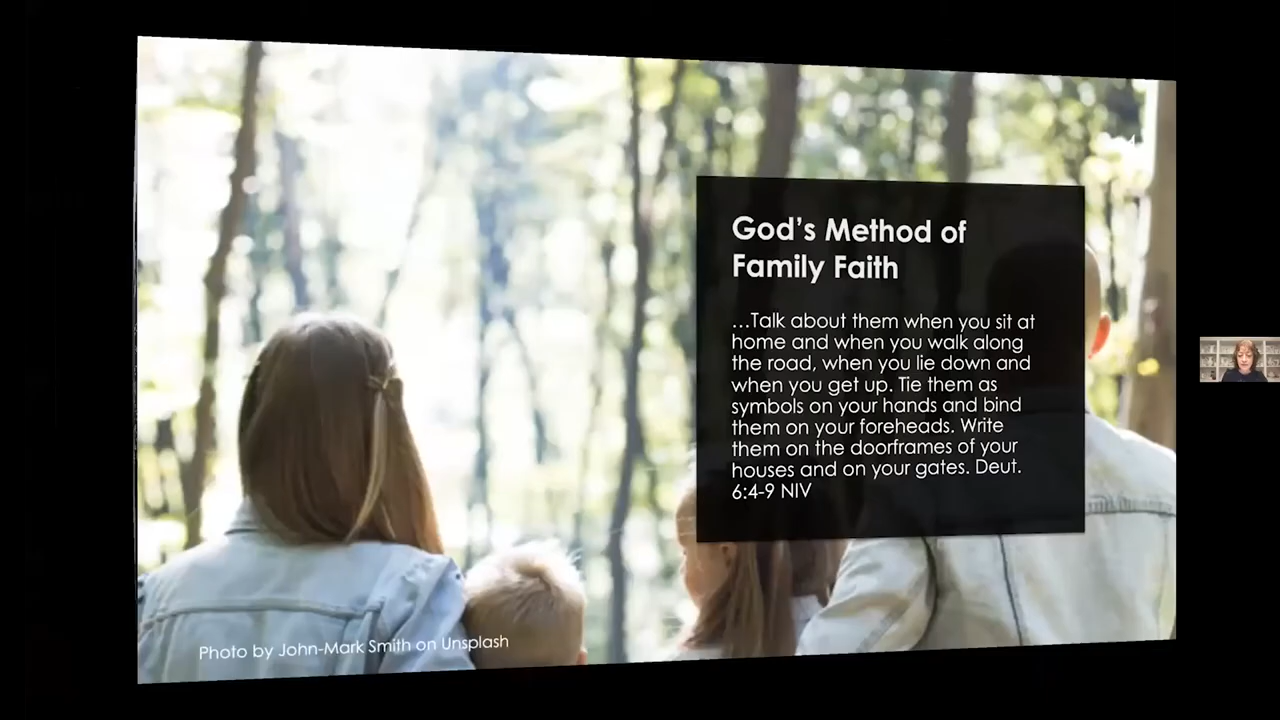 God's Method of
Family Faith
...Talk about them when you sit at
home and when you walk along
the road, when you lie down and
when you get up. Tie them as
symbols on your hands and bind
them on your foreheads. Write
them on the doorframes of your
houses and on your gates. Deut.
6:4-9 NIV
Photo by John-Mark Smith on Unsplash